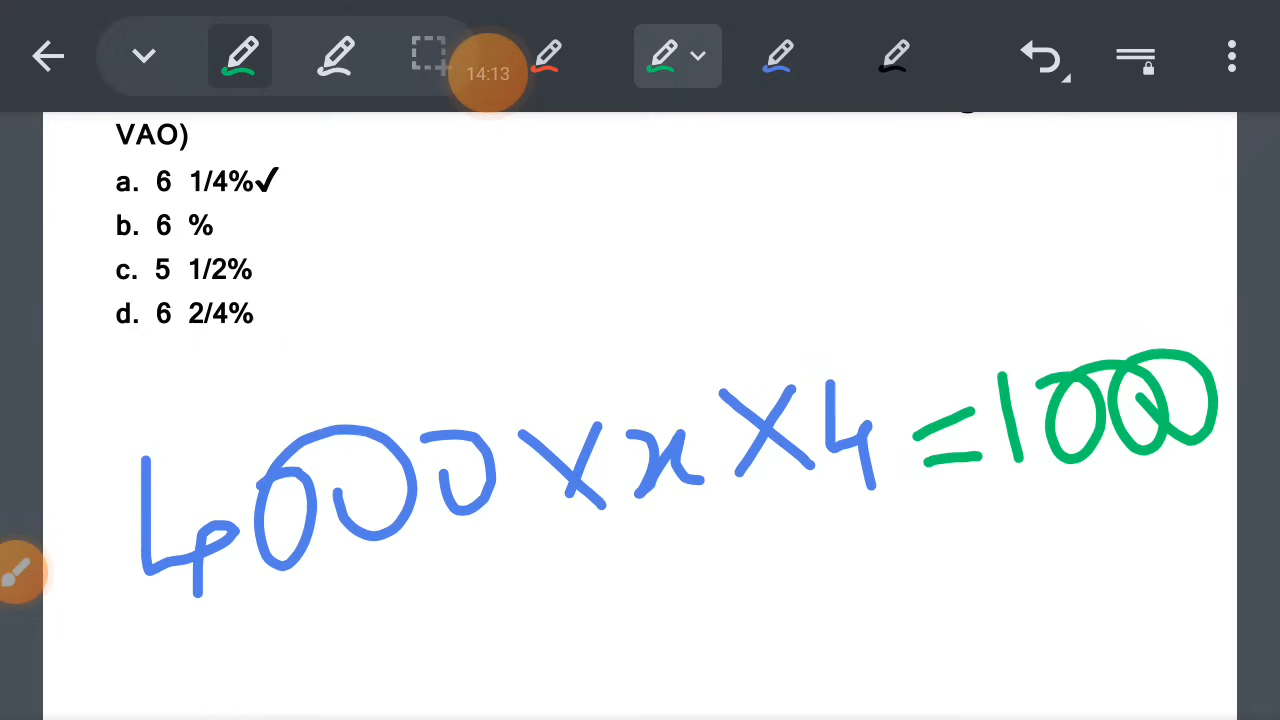 14:13
VAO)
a. 6 1/4%✓
b. 6 %
c. 5 1/2%
d. 6 2/4%
4000 × x × 4 = 1000